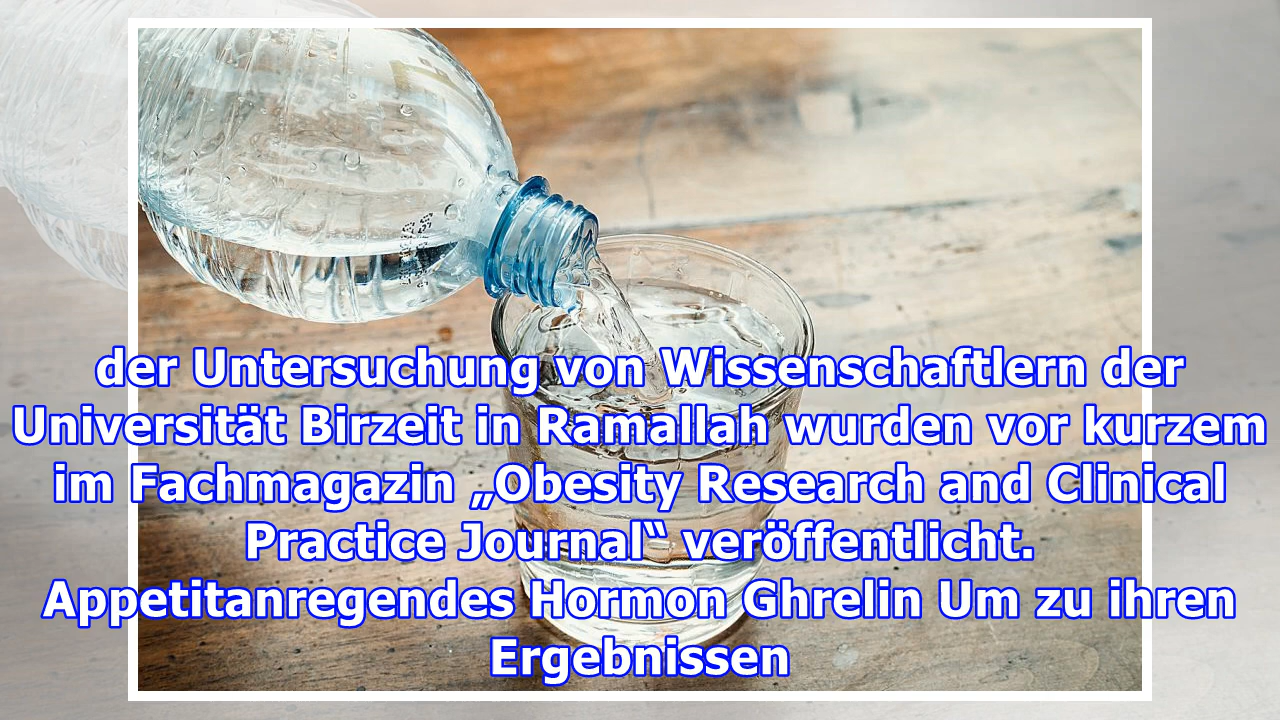 der Untersuchung von Wissenschaftlern der
Universität Birzeit in Ramallah wurden vor kurzem
im Fachmagazin „Obesity Research and Clinical
Practice Journal“ veröffentlicht.
Appetitanregendes Hormon Ghrelin Um zu ihren
Ergebnissen